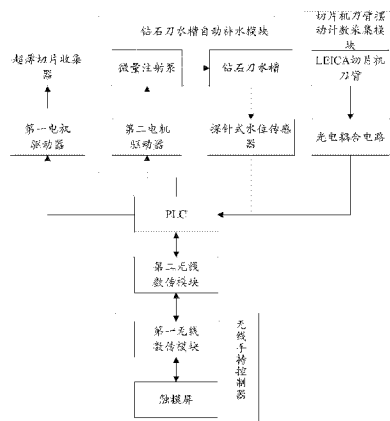 钻石刀水槽自动补水模块
切片机刀臂摆
动计数采集模
块
超薄切片收集
器
微量注射泵
钻石刀水槽
LEICA切片机
刀臂
第一电机
驱动器
第二电机
驱动器
探针式水位传感
器
光电耦合电路
PLC
第二无线
数传模块
第一无线
数传模块
触摸屏
无线手持控制器